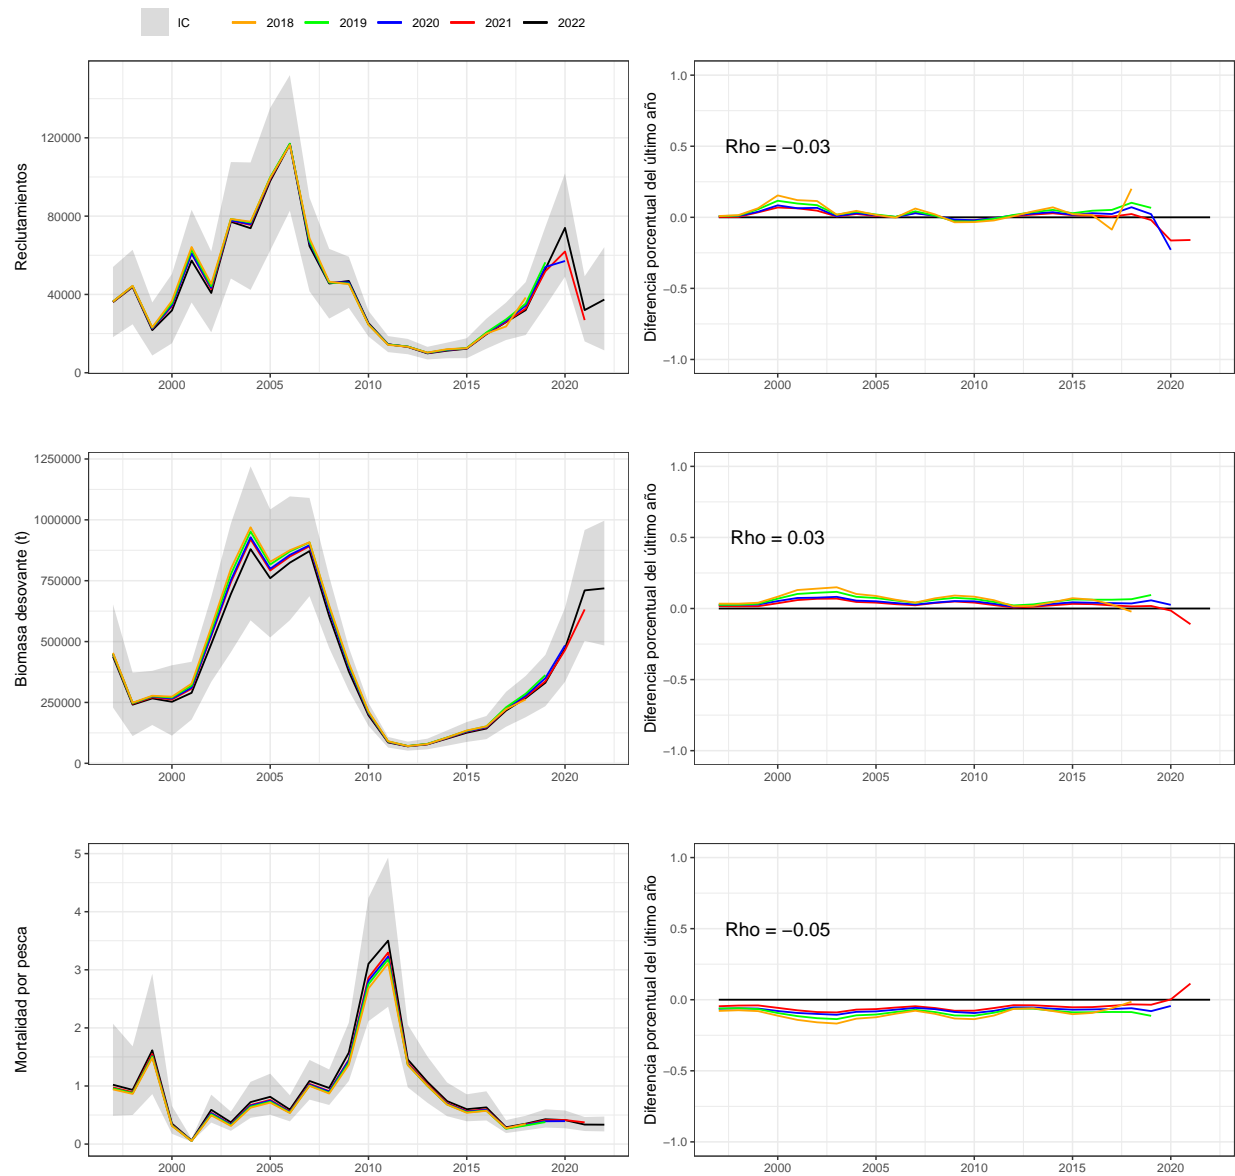 IC 2018 2019 2020 2021 2022
Reclutamientos
120000
80000
40000
0
2000 2005 2010 2015 2020
Diferencia porcentual del último año
1.0
0.5
0.0
−0.5
−1.0
Rho = −0.03
2000 2005 2010 2015 2020
Biomasa desovante (t)
1250000
1000000
750000
500000
250000
0
2000 2005 2010 2015 2020
Diferencia porcentual del último año
1.0
0.5
0.0
−0.5
−1.0
Rho = 0.03
2000 2005 2010 2015 2020
Mortalidad por pesca
5
4
3
2
1
0
2000 2005 2010 2015 2020
Diferencia porcentual del último año
1.0
0.5
0.0
−0.5
−1.0
Rho = −0.05
2000 2005 2010 2015 2020